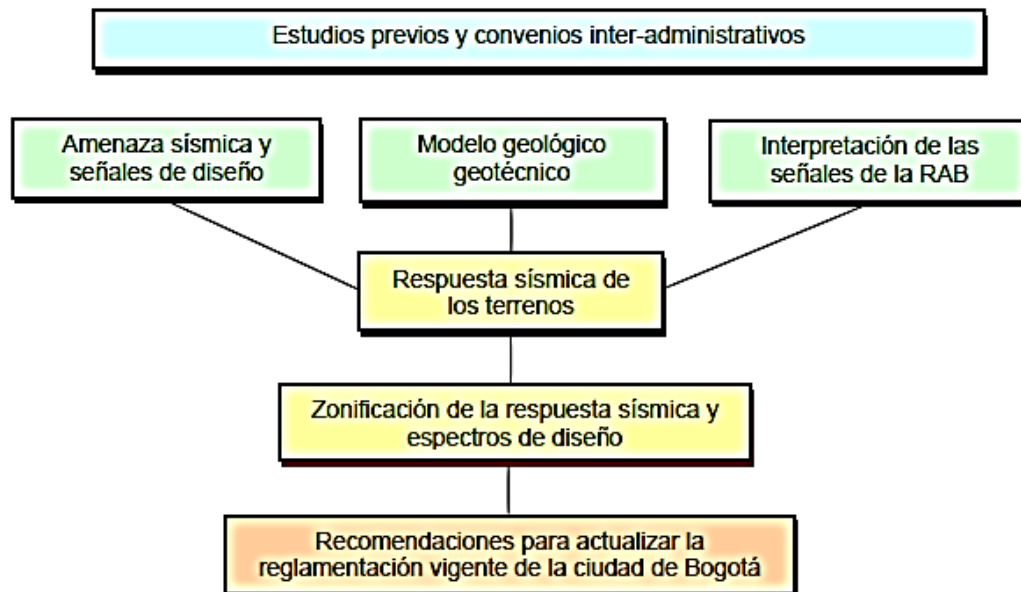 Estudios previos y convenios inter-administrativos
Amenaza sísmica y
señales de diseño
Modelo geológico
geotécnico
Interpretación de las
señales de la RAB
Respuesta sísmica de
los terrenos
Zonificación de la respuesta sísmica y
espectros de diseño
Recomendaciones para actualizar la
reglamentación vigente de la ciudad de Bogotá